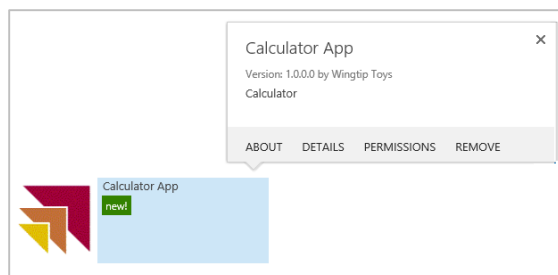 Calculator App
Version: 1.0.0.0 by Wingtip Toys
Calculator
ABOUT DETAILS PERMISSIONS REMOVE
Calculator App
new!